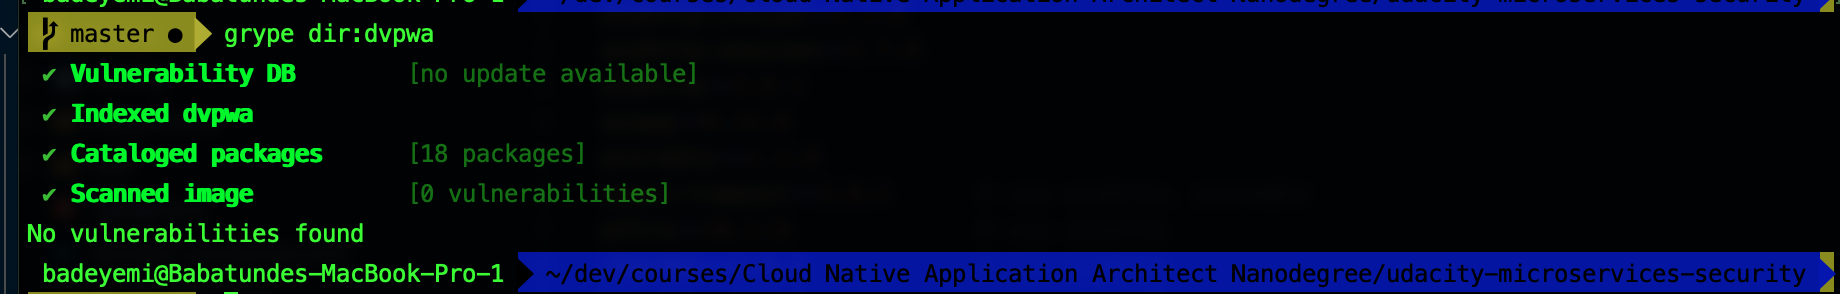 badeyemi@Babatundes-MacBook-Pro-1 ~/dev/courses/Cloud Native Application Architect Nanodegree/udacity-microservices-security
master ● grype dir:dvpwa
✔ Vulnerability DB [no update available]
✔ Indexed dvpwa
✔ Cataloged packages [18 packages]
✔ Scanned image [0 vulnerabilities]
No vulnerabilities found
badeyemi@Babatundes-MacBook-Pro-1 ~/dev/courses/Cloud Native Application Architect Nanodegree/udacity-microservices-security